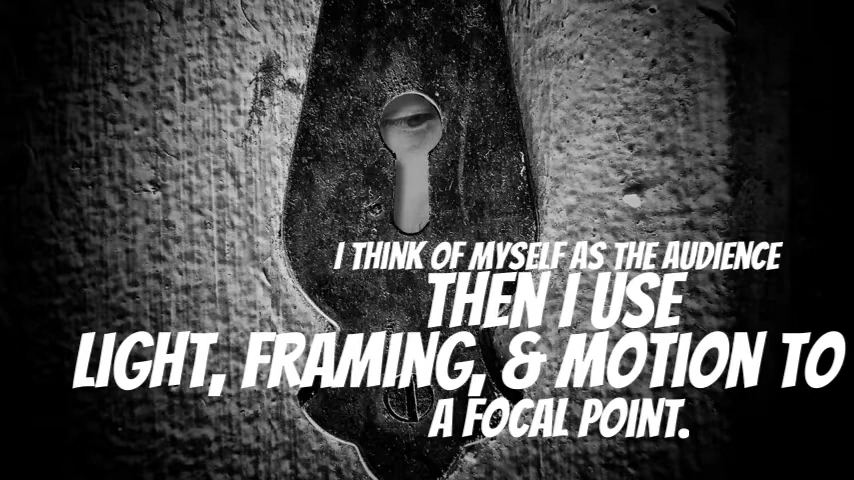 I THINK OF MYSELF AS THE AUDIENCE
THEN I USE
LIGHT, FRAMING, & MOTION TO
A FOCAL POINT.